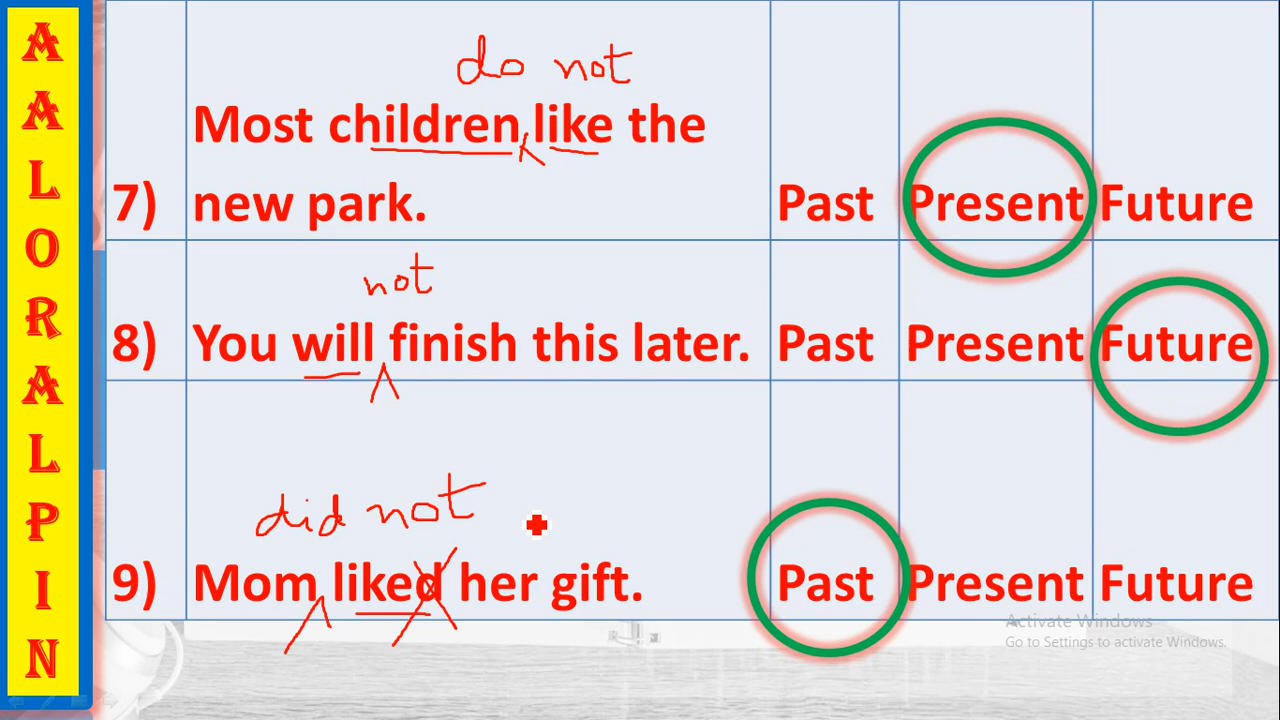 AALORALPIN
do not
Most children like the
7) new park. Past Present Future
not
8) You will finish this later. Past Present Future
did not
9) Mom liked her gift. Past Present Future
Activate Windows
Go to Settings to activate Windows.